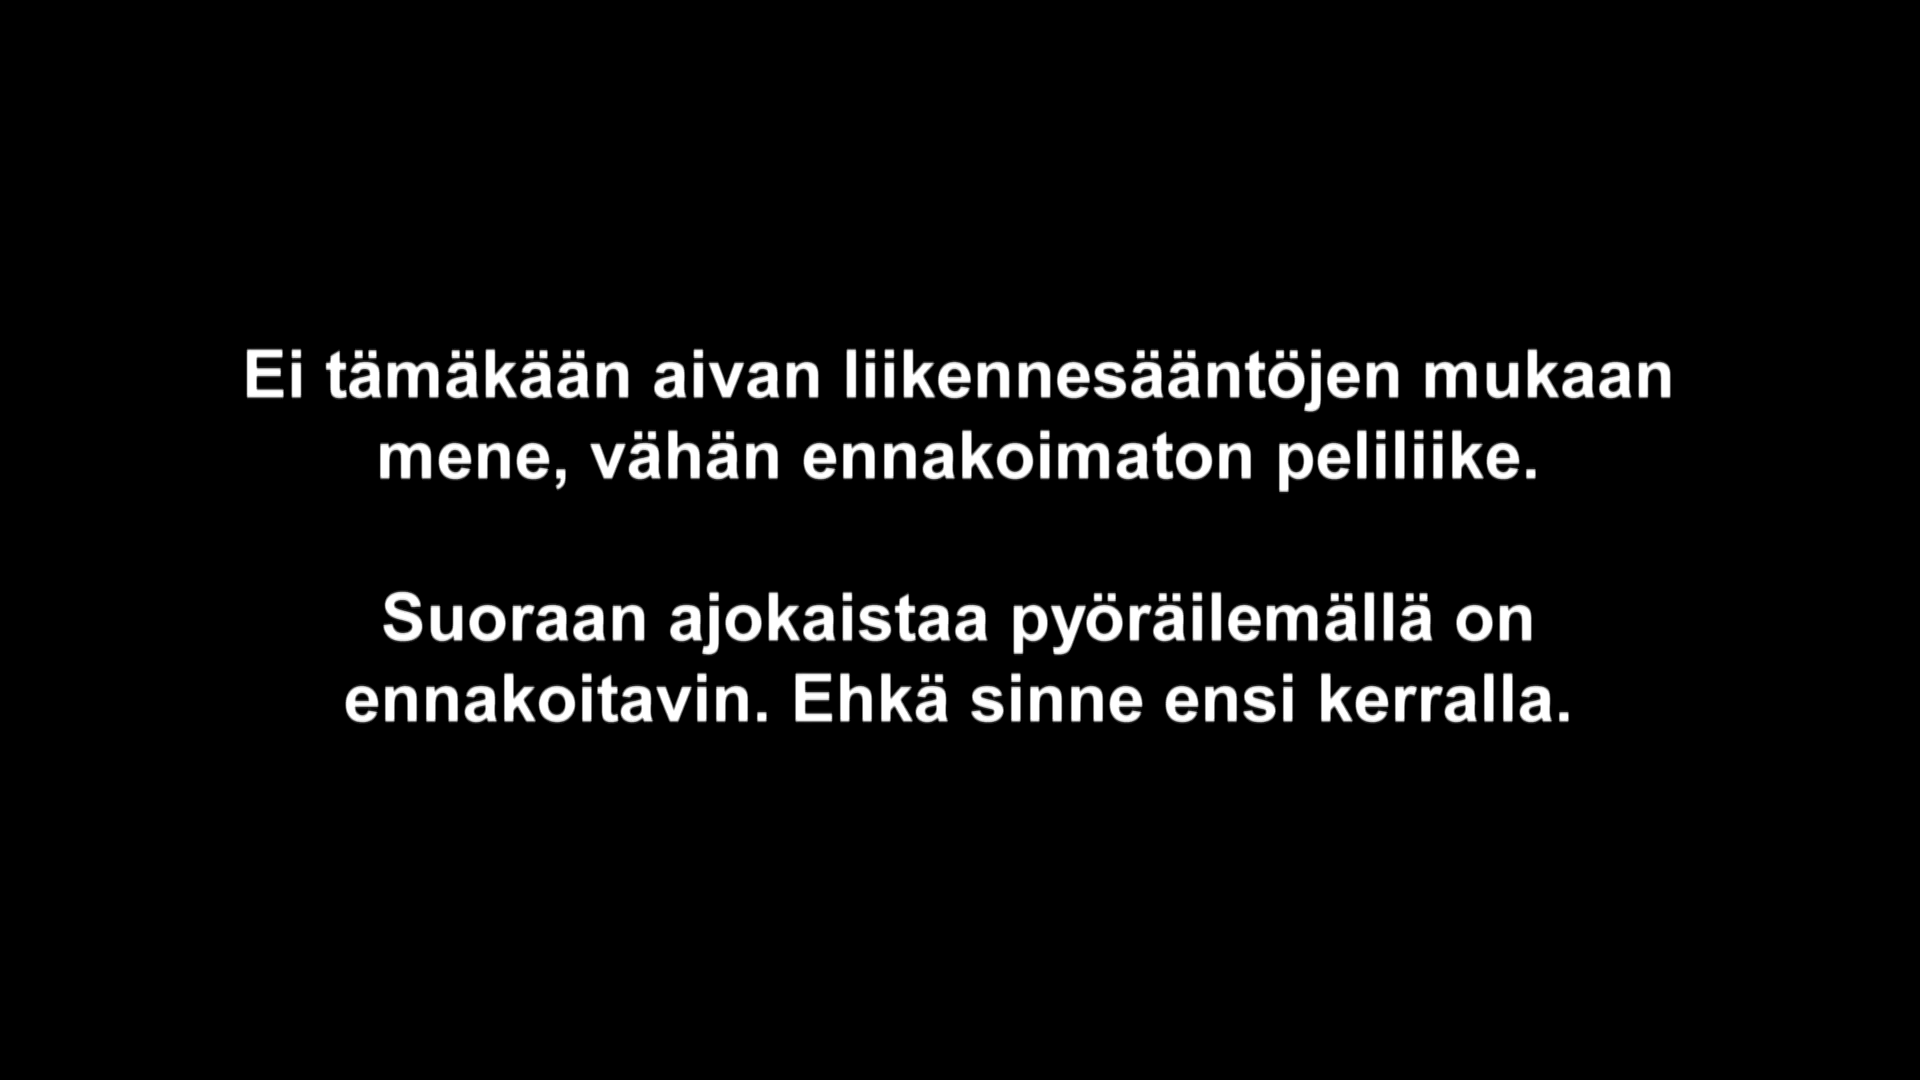 Ei tämäkään aivan liikennesääntöjen mukaan
mene, vähän ennakoimaton peliliike.
Suoraan ajokaistaa pyöräilemällä on
ennakoitavin. Ehkä sinne ensi kerralla.